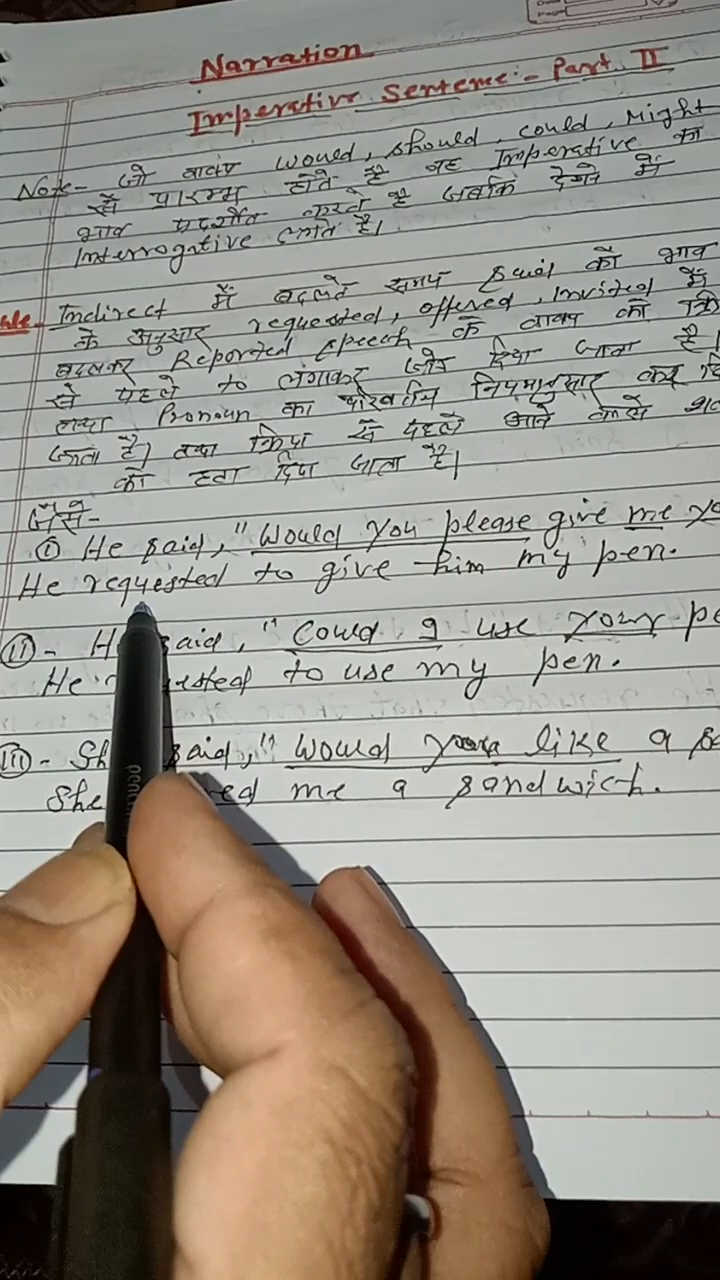 Narration
Imperative Sentence:- Part II
Note- जो वाक्य would, should, could, Might
से प्रारम्भ होते है वह Imperative का
भाव प्रदर्शित करते है जबकि देखने में
Interrogative लगते है।
Indirect में बदलते समय said को भाव
के अनुसार requested, offered, invited में
बदलकर Reported speech के वाक्य की
से पहले to लगाकर जोड़ दिया जाता है।
तथा Pronoun का परिवर्तन नियमानुसार कर
जाता है। तथा क्रिया से पहले आने वाले
को हटा दिया जाता है।
जैसे-
(i) He said, "Would you please give me
He requested to give him my pen.
(ii)- said, "Could I use your
He to use my pen.
(iii)- said, "Would you like a
She me a sandwich.